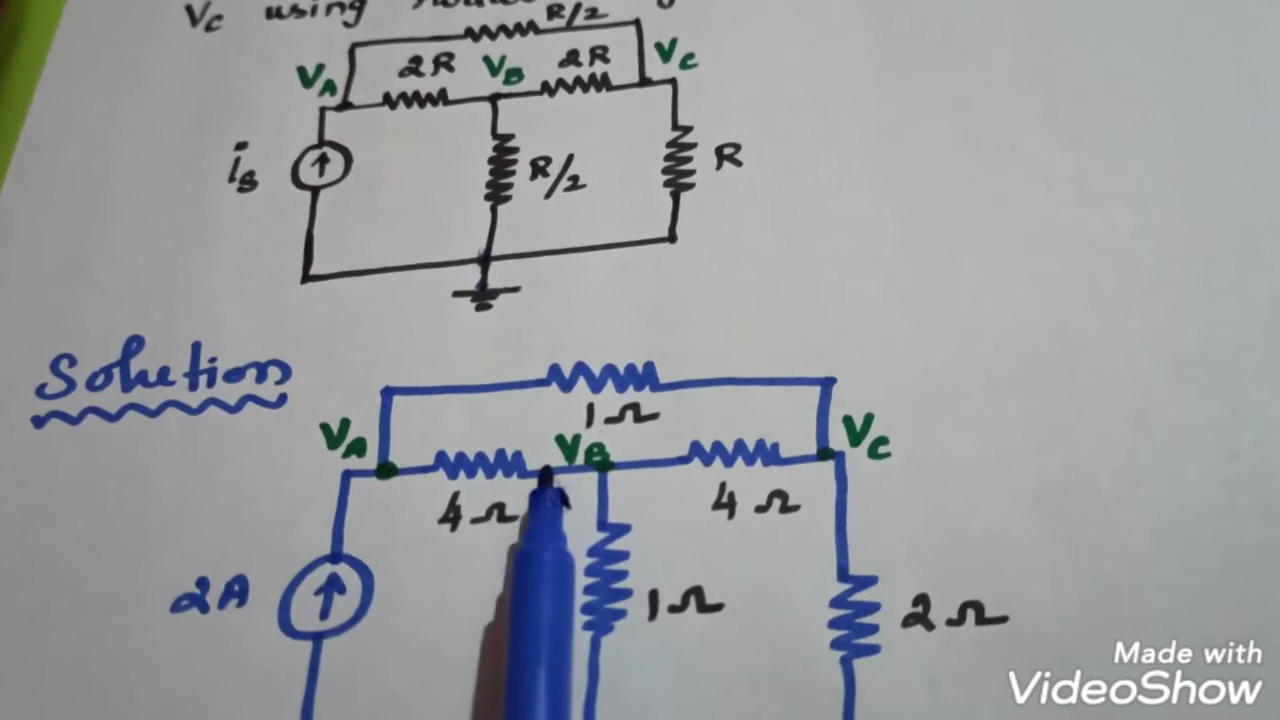 Vc using
R/2
VA 2R VB 2R VC
is R/2 R
Solution
1Ω
VA VB VC
4Ω 4Ω
2A 1Ω 2Ω
Made with
VideoShow